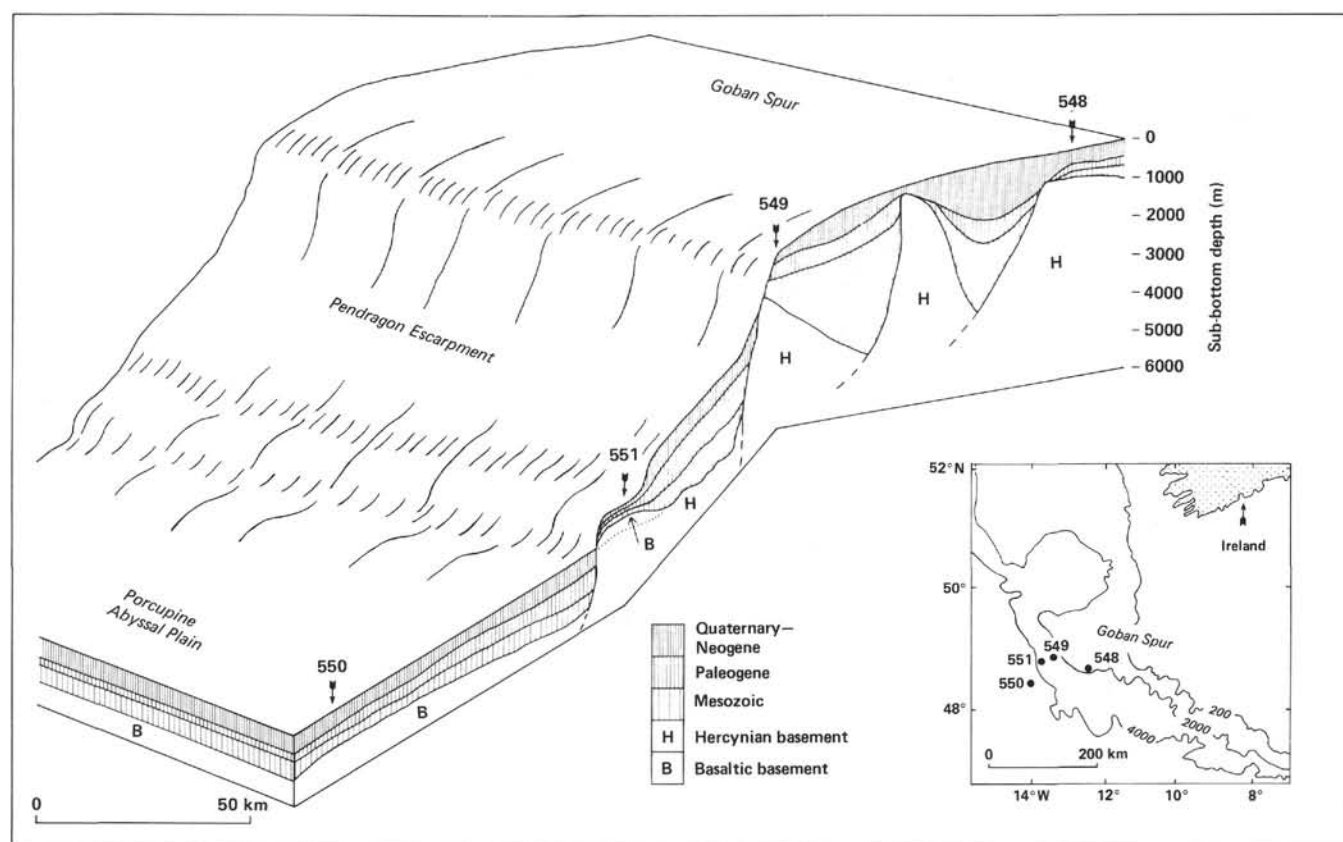 Goban Spur
548
0
1000
2000
3000
4000
5000
6000
Sub-bottom depth (m)
549
H
H
H
Pendragon Escarpment
551
H
B
Porcupine
Abyssal Plain
550
B
B
0 50 km
Quaternary—
Neogene
Paleogene
Mesozoic
H Hercynian basement
B Basaltic basement
52°N
50°
48°
Ireland
Goban Spur
549
551
548
550
200
2000
4000
0 200 km
14°W 12° 10° 8°